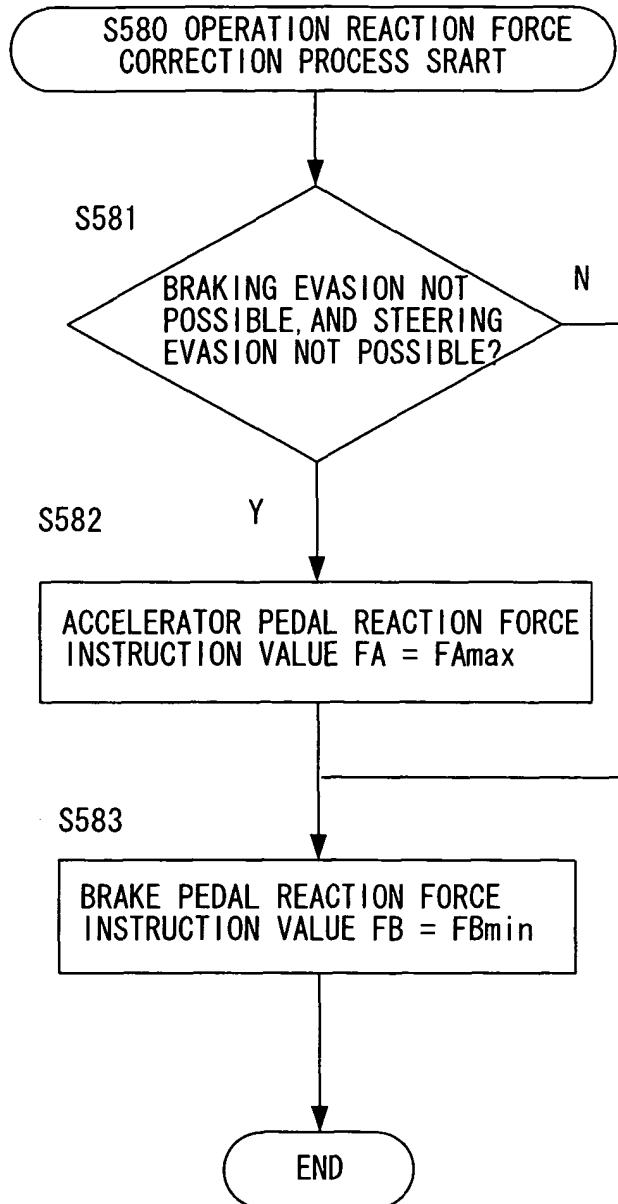 S580 OPERATION REACTION FORCE
CORRECTION PROCESS SRART
S581
BRAKING EVASION NOT
POSSIBLE, AND STEERING
EVASION NOT POSSIBLE?
N
Y
S582
ACCELERATOR PEDAL REACTION FORCE
INSTRUCTION VALUE FA = FAmax
S583
BRAKE PEDAL REACTION FORCE
INSTRUCTION VALUE FB = FBmin
END